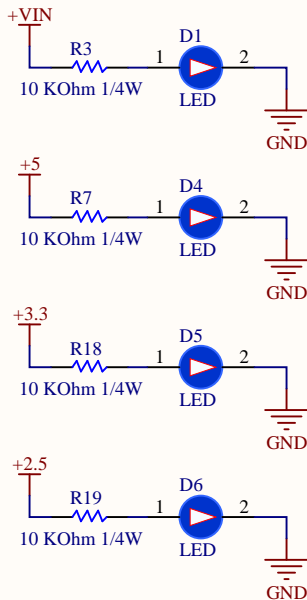 +VIN
R3
1
D1
2
10 KOhm 1/4W
LED
GND
+5
R7
1
D4
2
10 KOhm 1/4W
LED
GND
+3.3
R18
1
D5
2
10 KOhm 1/4W
LED
GND
+2.5
R19
1
D6
2
10 KOhm 1/4W
LED
GND